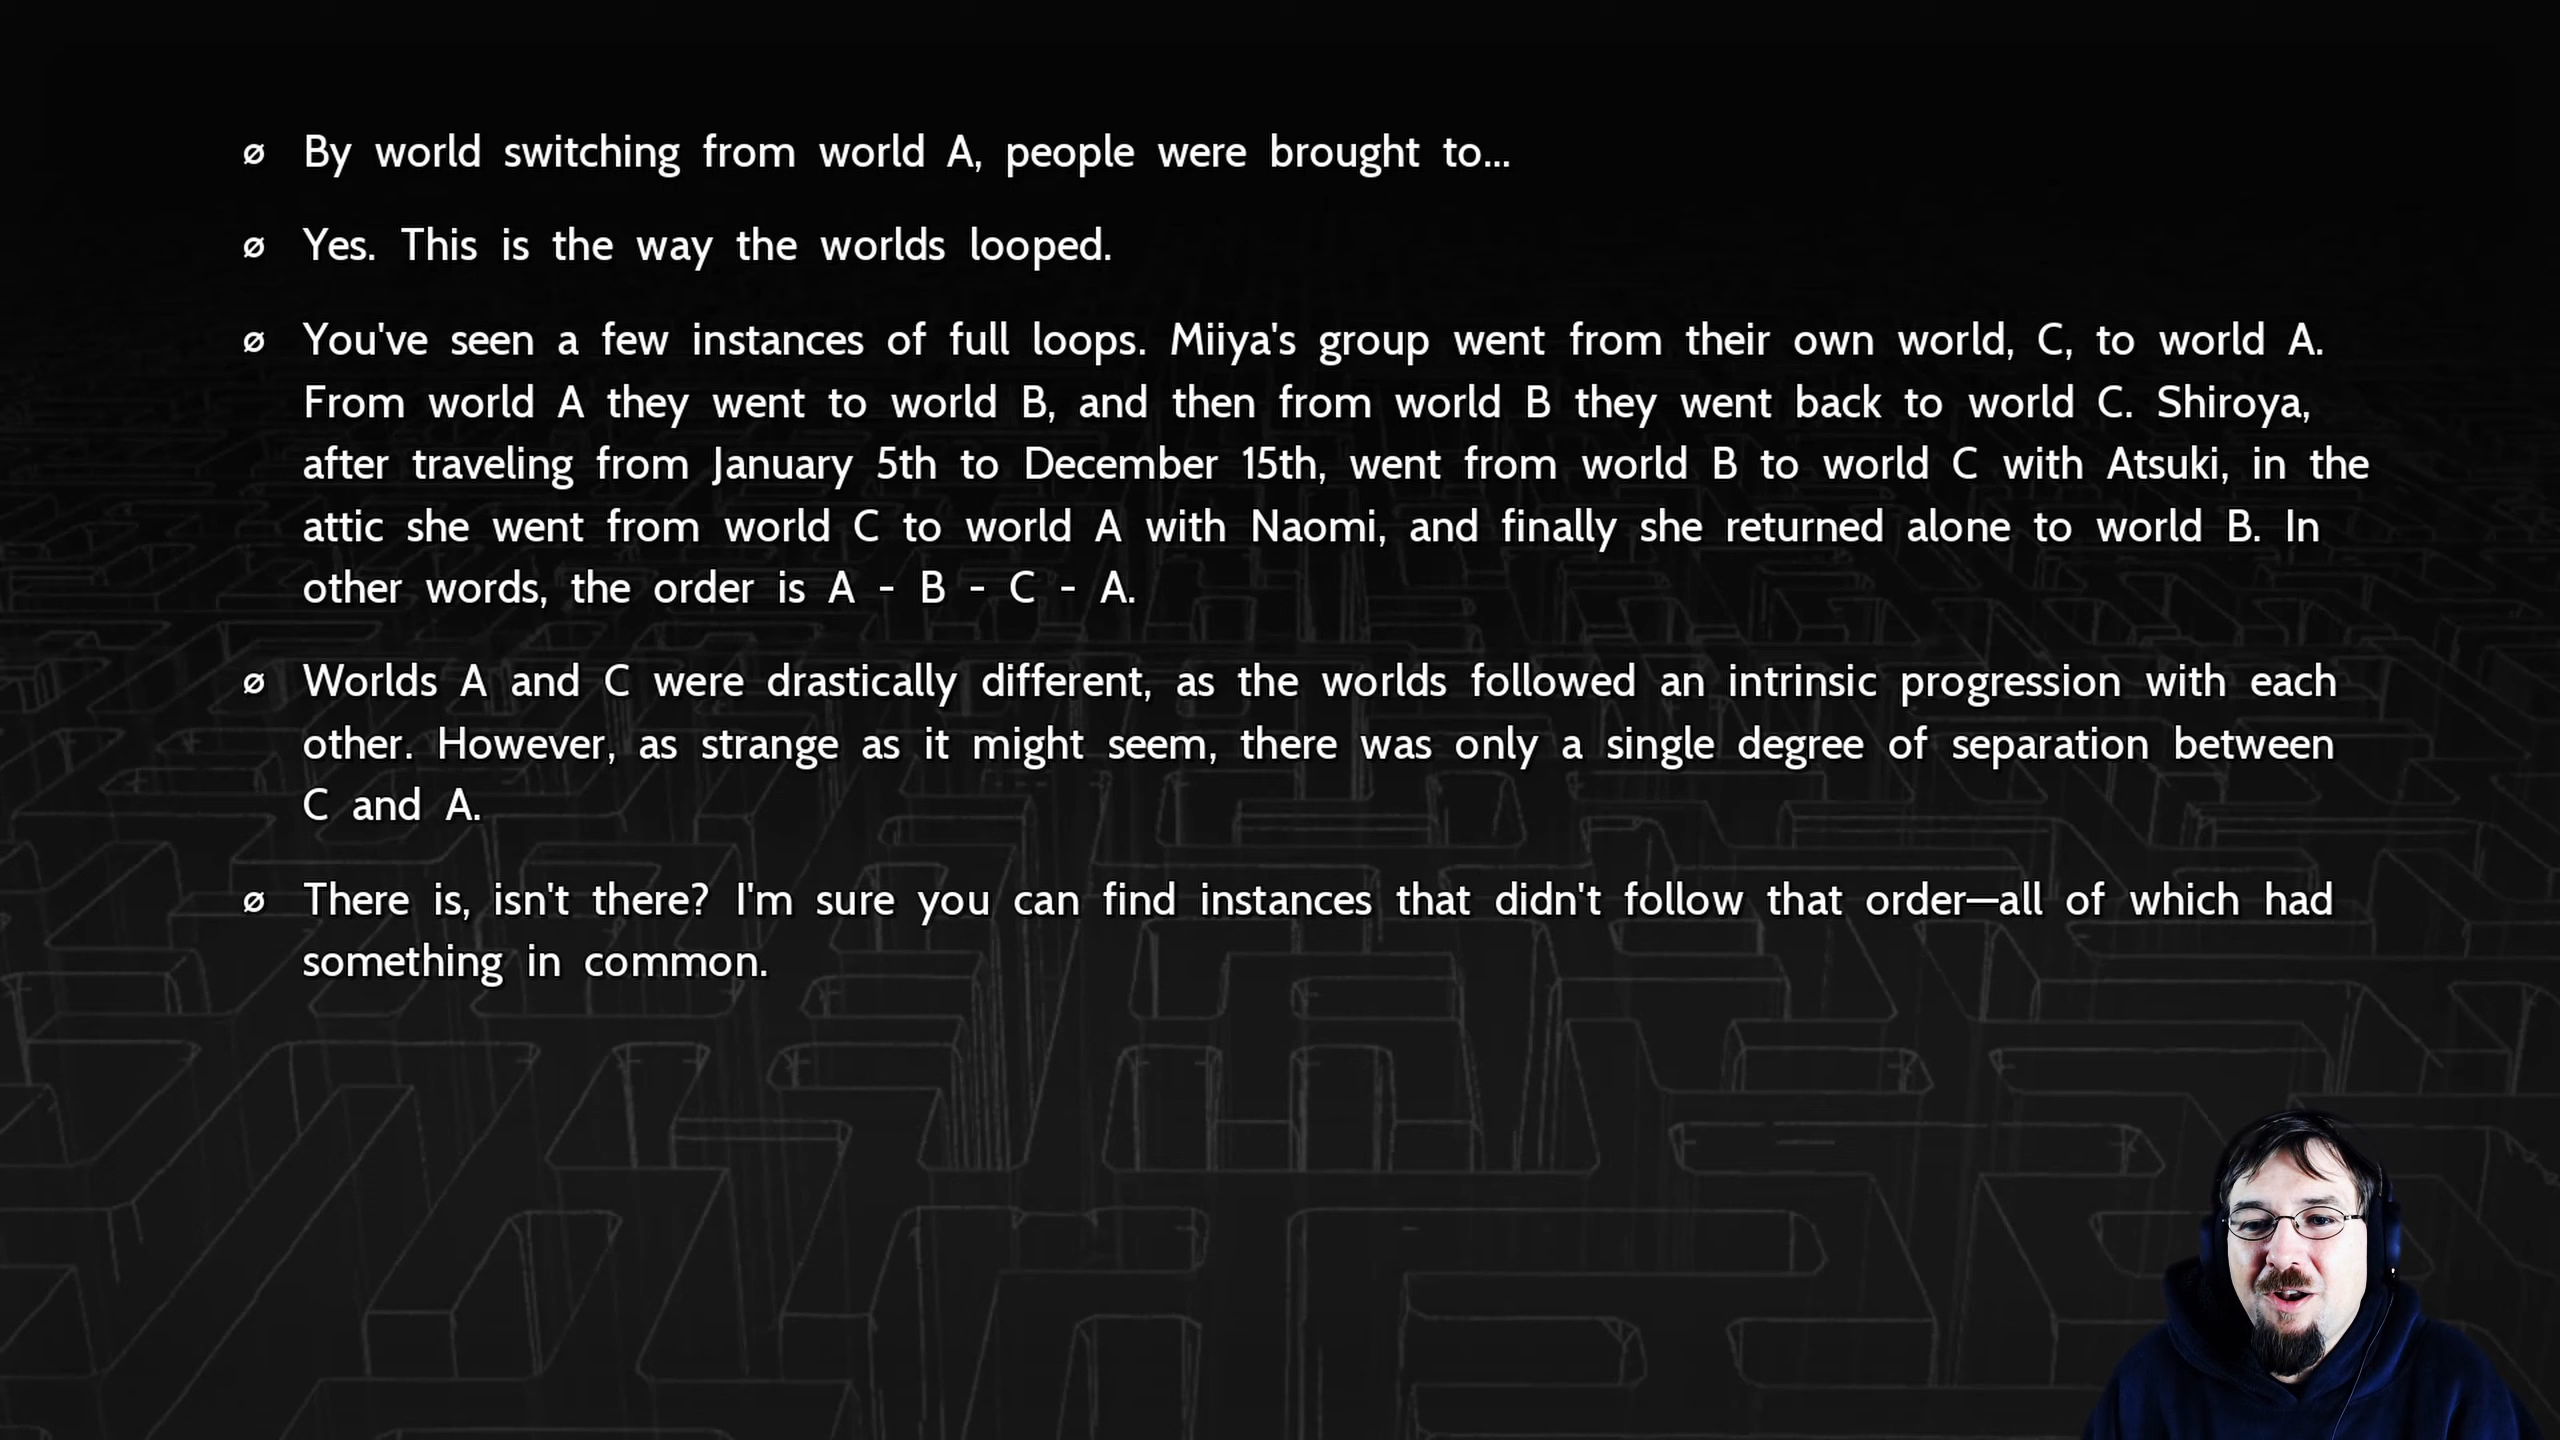 ø By world switching from world A, people were brought to...
ø Yes. This is the way the worlds looped.
ø You've seen a few instances of full loops. Miiya's group went from their own world, C, to world A.
From world A they went to world B, and then from world B they went back to world C. Shiroya,
after traveling from January 5th to December 15th, went from world B to world C with Atsuki, in the
attic she went from world C to world A with Naomi, and finally she returned alone to world B. In
other words, the order is A - B - C - A.
ø Worlds A and C were drastically different, as the worlds followed an intrinsic progression with each
other. However, as strange as it might seem, there was only a single degree of separation between
C and A.
ø There is, isn't there? I'm sure you can find instances that didn't follow that order—all of which had
something in common.